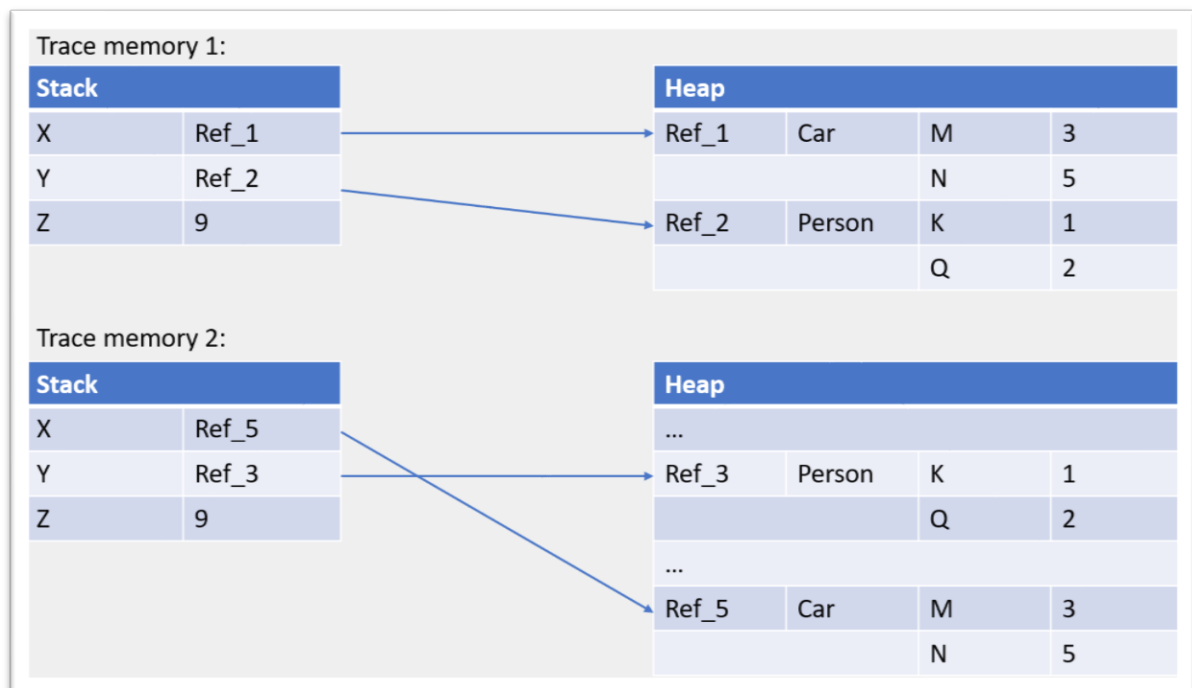 Trace memory 1:
Stack
X Ref_1
Y Ref_2
Z 9
Heap
Ref_1 Car M 3
N 5
Ref_2 Person K 1
Q 2
Trace memory 2:
Stack
X Ref_5
Y Ref_3
Z 9
Heap
...
Ref_3 Person K 1
Q 2
...
Ref_5 Car M 3
N 5